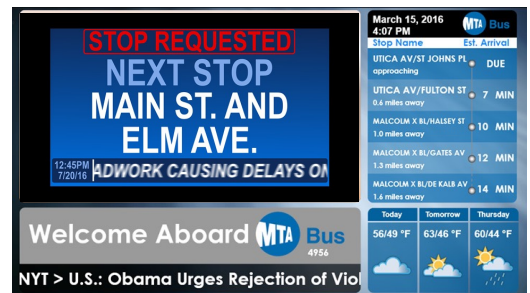 STOP REQUESTED
NEXT STOP
MAIN ST. AND
ELM AVE.
12:45PM
7/20/16
ADWORK CAUSING DELAYS ON
Welcome Aboard MTA Bus
4956
NYT > U.S.: Obama Urges Rejection of Viol
March 15, 2016
4:07 PM
MTA Bus
Stop Name Est. Arrival
UTICA AV/ST JOHNS PL DUE
approaching
UTICA AV/FULTON ST 7 MIN
0.6 miles away
MALCOLM X BL/HALSEY ST 10 MIN
1.0 miles away
MALCOLM X BL/GATES AV 12 MIN
1.3 miles away
MALCOLM X BL/DE KALB AV 14 MIN
1.6 miles away
Today Tomorrow Thursday
56/49 °F 63/46 °F 60/44 °F